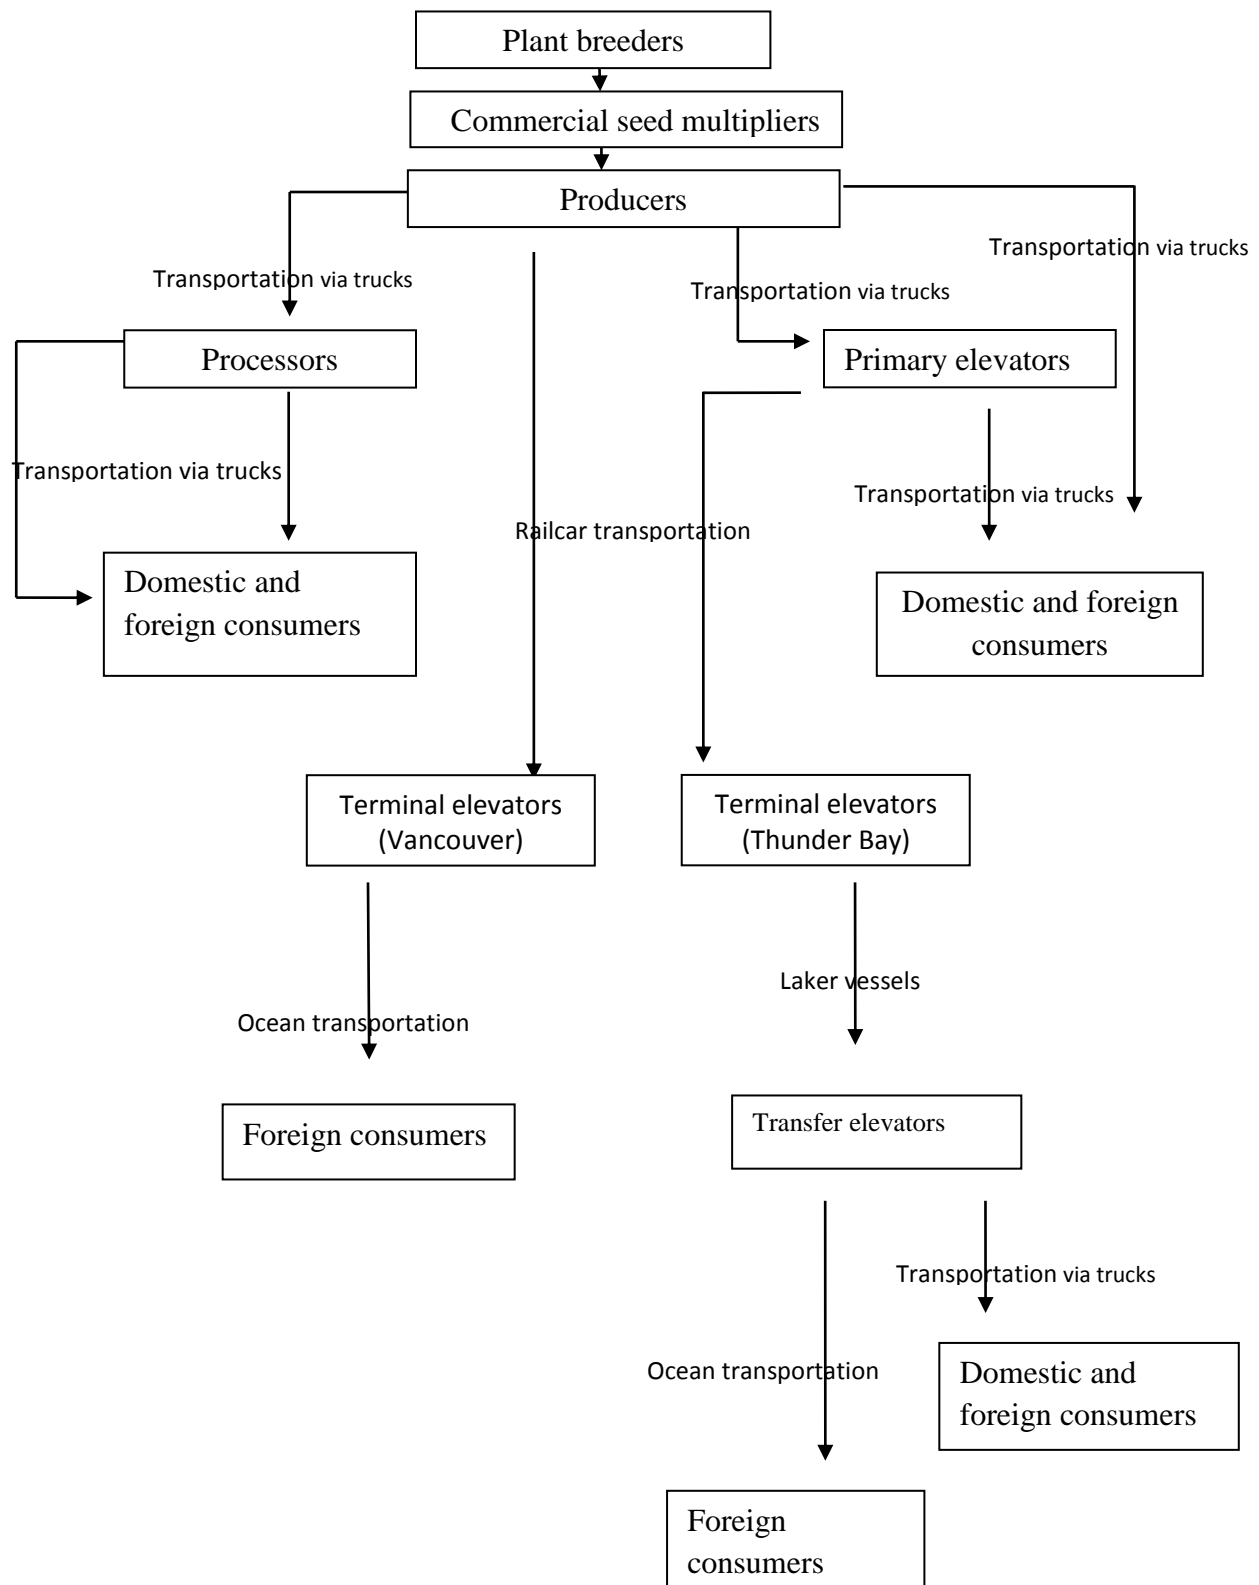 Plant breeders
Commercial seed multipliers
Producers
Transportation via trucks
Transportation via trucks
Transportation via trucks
Processors
Primary elevators
Transportation via trucks
Transportation via trucks
Railcar transportation
Domestic and
foreign consumers
Domestic and foreign
consumers
Terminal elevators
(Vancouver)
Terminal elevators
(Thunder Bay)
Laker vessels
Ocean transportation
Foreign consumers
Transfer elevators
Transportation via trucks
Ocean transportation
Domestic and
foreign consumers
Foreign
consumers